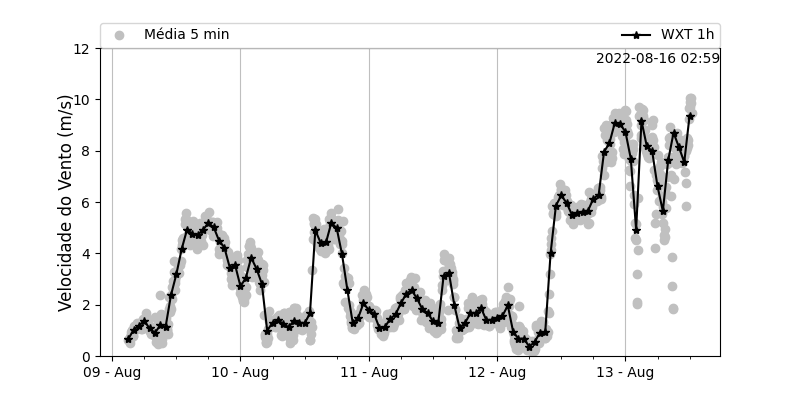 Média 5 min
WXT 1h
2022-08-16 02:59
Velocidade do Vento (m/s)
12
10
8
6
4
2
0
09 - Aug
10 - Aug
11 - Aug
12 - Aug
13 - Aug